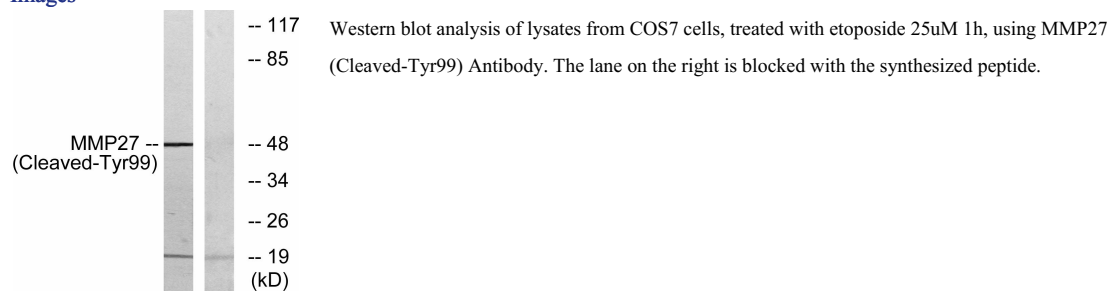 Images
-- 117
-- 85
MMP27 --
(Cleaved-Tyr99)
-- 48
-- 34
-- 26
-- 19
(kD)
Western blot analysis of lysates from COS7 cells, treated with etoposide 25uM 1h, using MMP27
(Cleaved-Tyr99) Antibody. The lane on the right is blocked with the synthesized peptide.